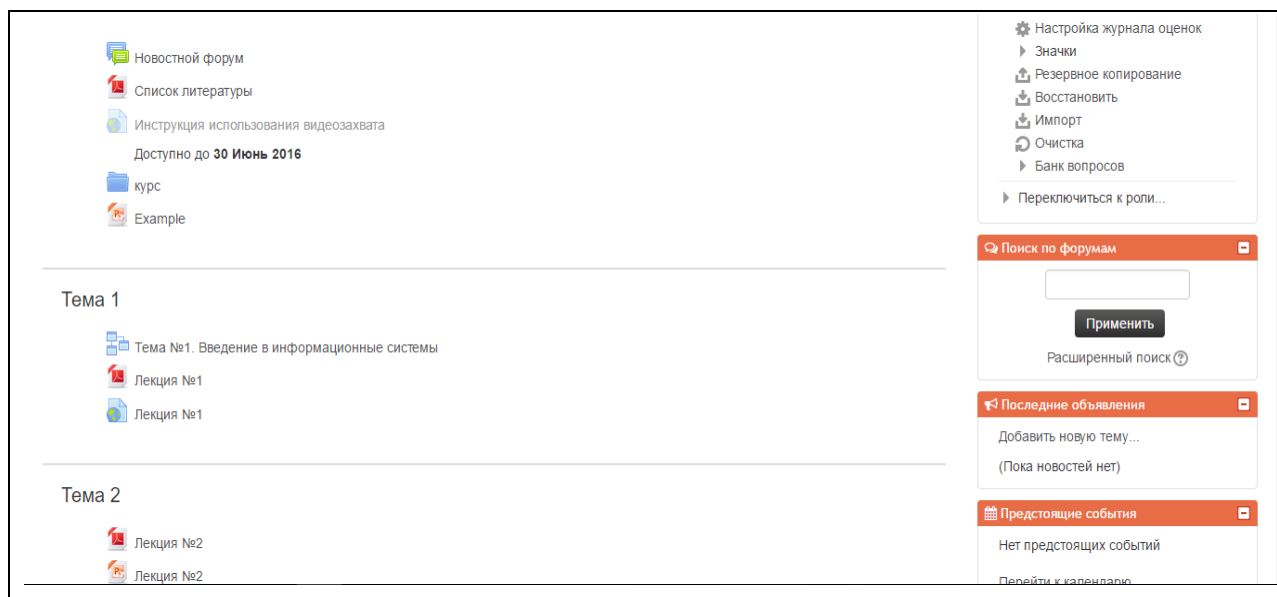 Новостной форум
Список литературы
Инструкция использования видеозахвата
Доступно до 30 Июнь 2016
курс
Example
Тема 1
Тема №1. Введение в информационные системы
Лекция №1
Лекция №1
Тема 2
Лекция №2
Лекция №2
Настройка журнала оценок
Значки
Резервное копирование
Восстановить
Импорт
Очистка
Банк вопросов
Переключиться к роли...
Поиск по форумам
Применить
Расширенный поиск
Последние объявления
Добавить новую тему...
(Пока новостей нет)
Предстоящие события
Нет предстоящих событий
Перейти к календарю